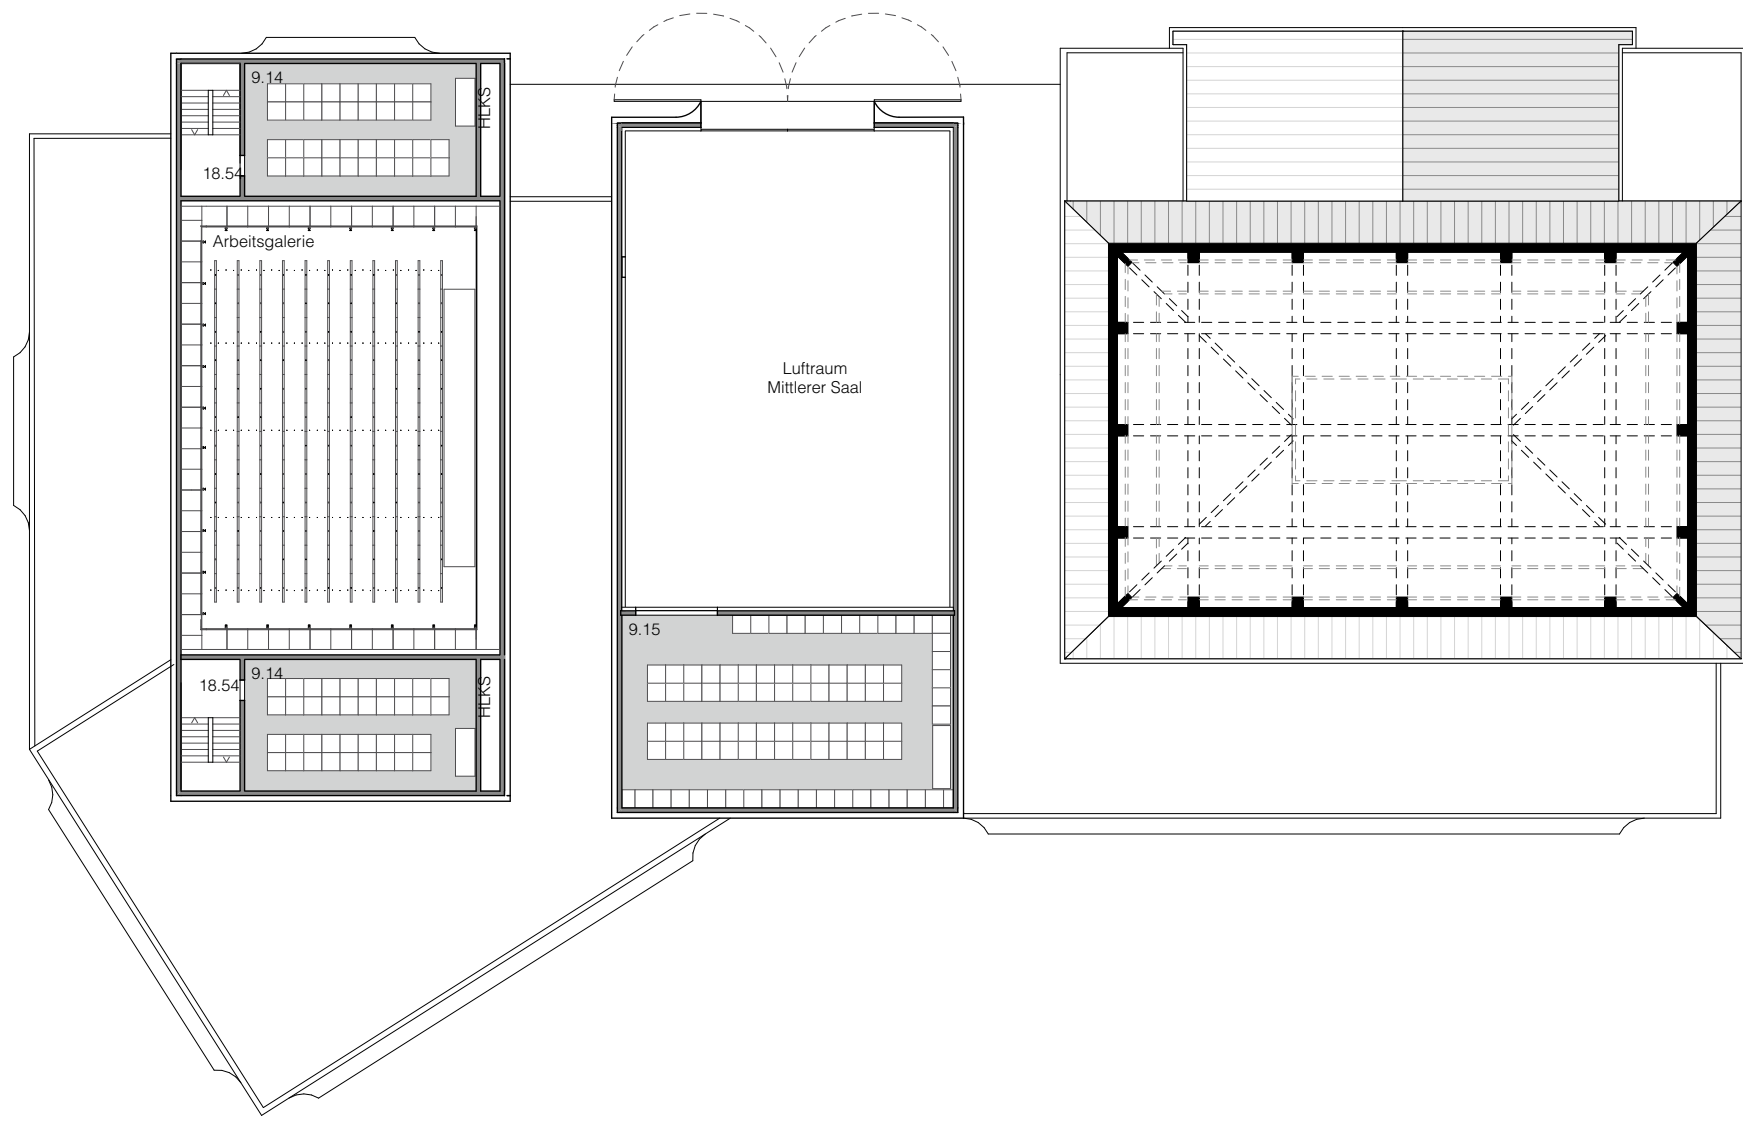 9.14
HLKS
18.54
Arbeitsgalerie
Luftraum
Mittlerer Saal
9.15
9.14
18.54
HLKS